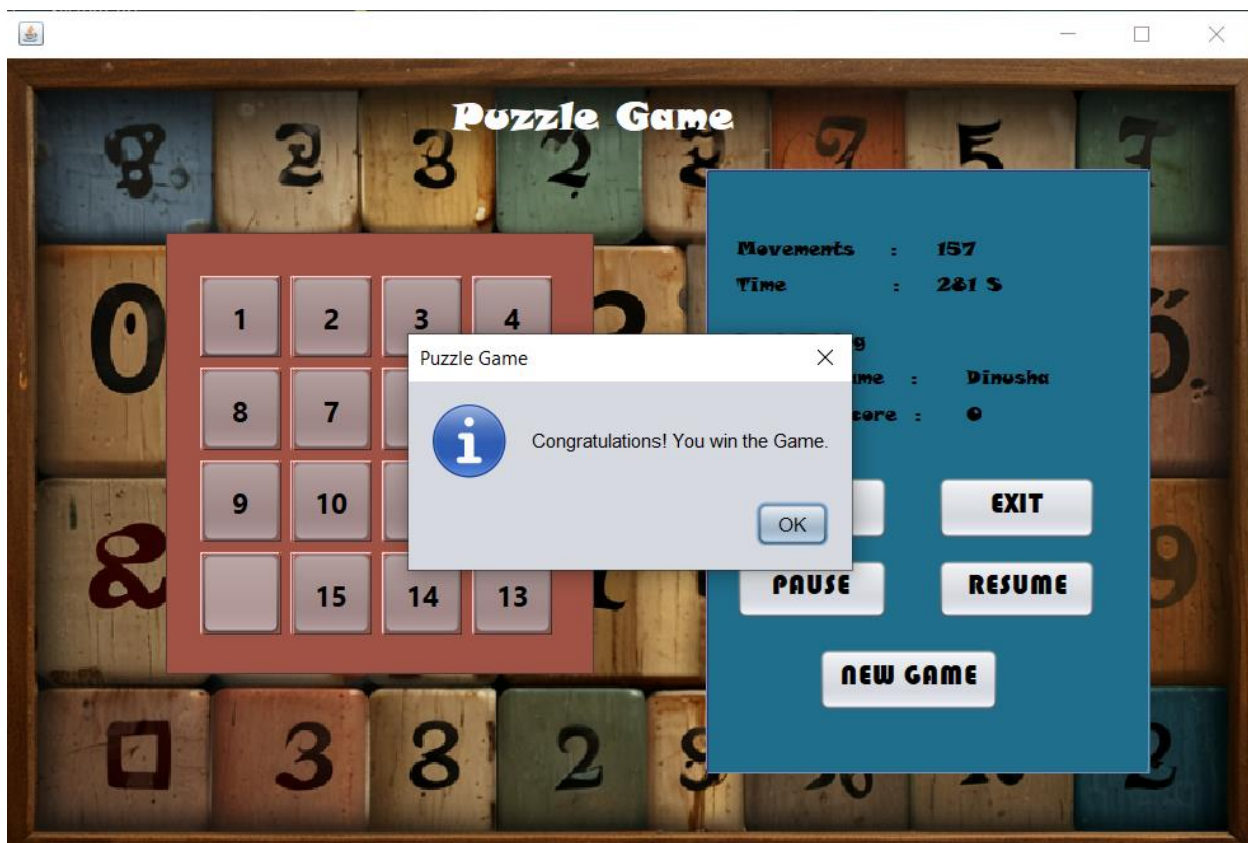 Puzzle Game
Movements : 157
Time : 281 S
1 2 3 4
Puzzle Game
Dinusha
8 7
Congratulations! You win the Game.
: 0
9 10
OK
EXIT
15 14 13
PAUSE RESUME
NEW GAME